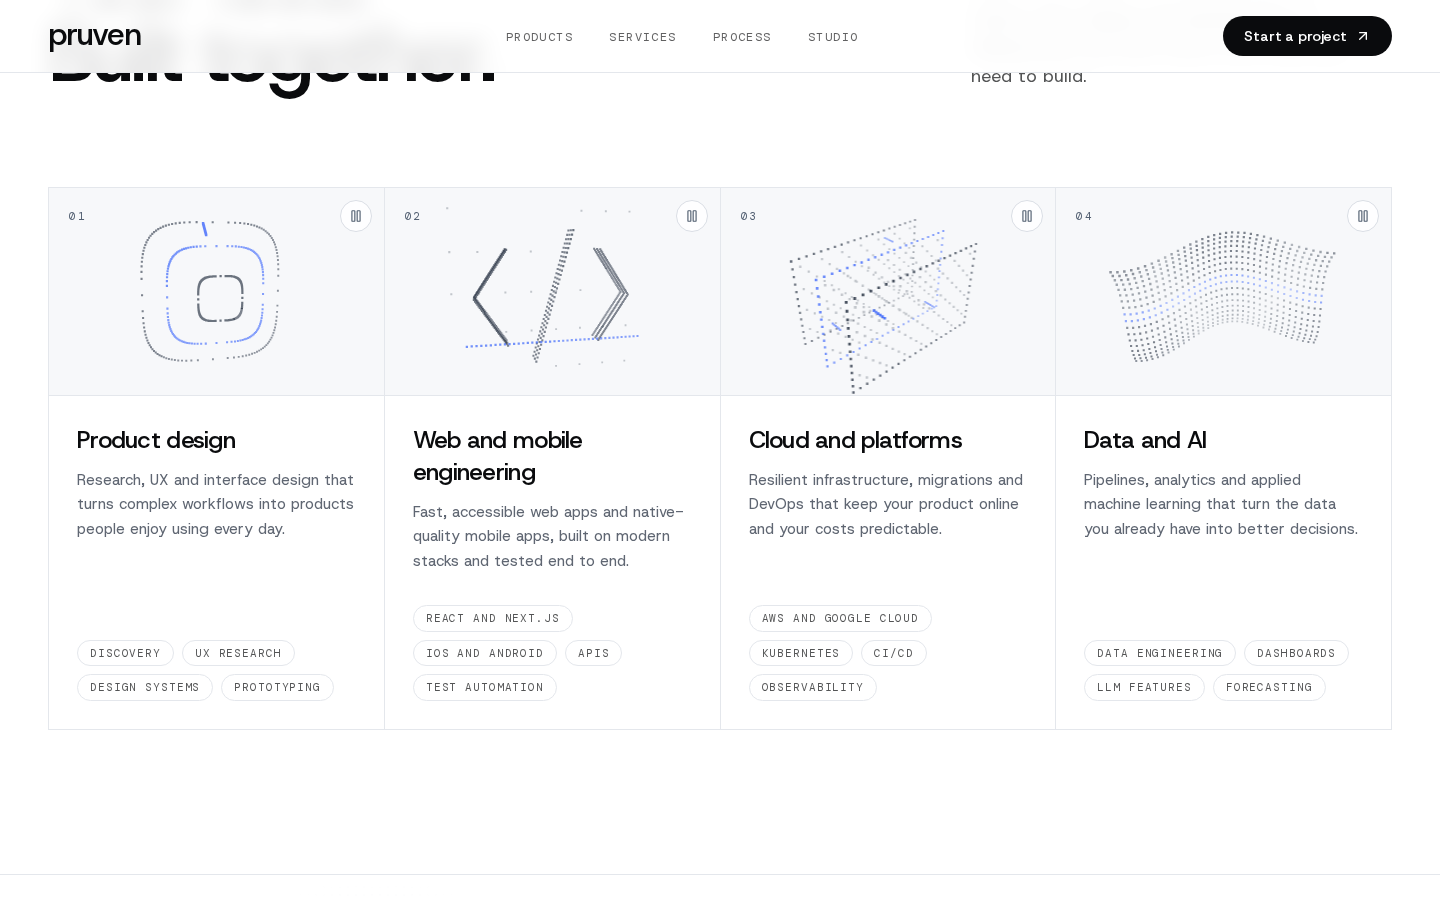 pruven
PRODUCTS
SERVICES
PROCESS
STUDIO
Start a project
Built together
need to build.
01
02
03
04
Product design
Research, UX and interface design that
turns complex workflows into products
people enjoy using every day.
DISCOVERY
UX RESEARCH
DESIGN SYSTEMS
PROTOTYPING
Web and mobile
engineering
Fast, accessible web apps and native-
quality mobile apps, built on modern
stacks and tested end to end.
REACT AND NEXT.JS
IOS AND ANDROID
APIS
TEST AUTOMATION
Cloud and platforms
Resilient infrastructure, migrations and
DevOps that keep your product online
and your costs predictable.
AWS AND GOOGLE CLOUD
KUBERNETES
CI/CD
OBSERVABILITY
Data and AI
Pipelines, analytics and applied
machine learning that turn the data
you already have into better decisions.
DATA ENGINEERING
DASHBOARDS
LLM FEATURES
FORECASTING